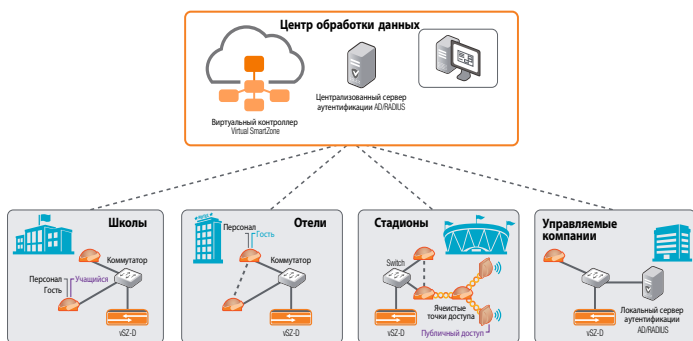 Центр обработки данных
Централизованный сервер
аутентификации AD/RADIUS
Виртуальный контроллер
Virtual SmartZone
Школы
Коммутатор
Персонал
Учащийся
Гость
vSZ-D
Отели
Персонал
Гость
Коммутатор
vSZ-D
Стадионы
Switch
Ячеистые
точки доступа
vSZ-D
Публичный доступ
Управляемые
компании
Локальный сервер
аутентификации
AD/RADIUS
vSZ-D